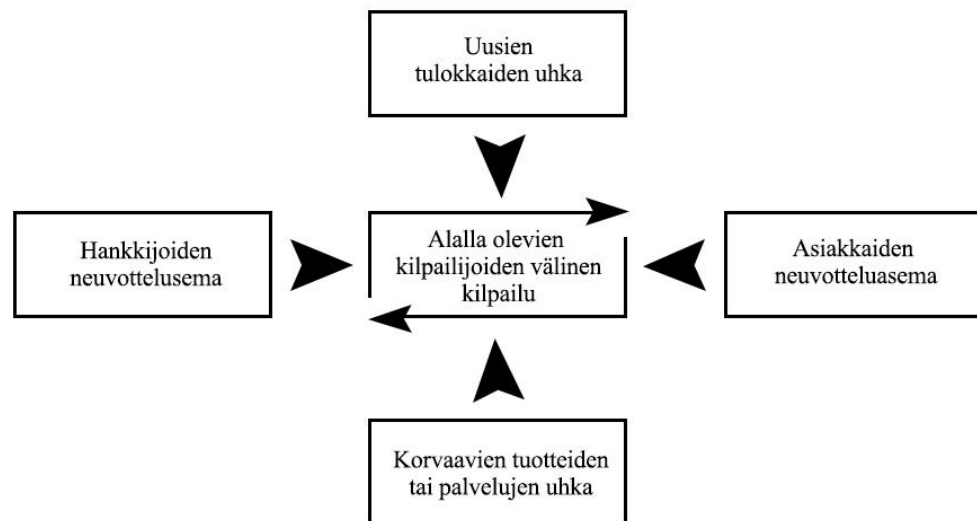 Uusien
tulokkaiden uhka
Hankkijoiden
neuvottelusema
Alalla olevien
kilpailijoiden välinen
kilpailu
Asiakkaiden
neuvotteluasema
Korvaavien tuotteiden
tai palvelujen uhka